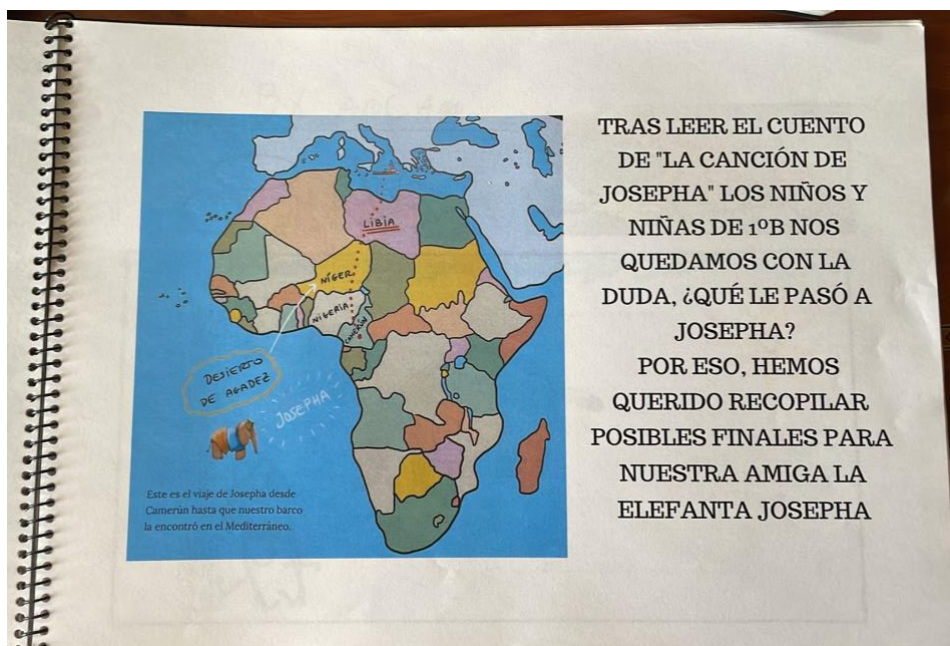 LIBIA
NÍGER
NIGERIA
CAMERÚN
DESIERTO
DE AGADEZ
JOSEPHA
Este es el viaje de Josepha desde
Camerún hasta que nuestro barco
la encontró en el Mediterráneo.
TRAS LEER EL CUENTO
DE "LA CANCIÓN DE
JOSEPHA" LOS NIÑOS Y
NIÑAS DE 1ºB NOS
QUEDAMOS CON LA
DUDA, ¿QUÉ LE PASÓ A
JOSEPHA?
POR ESO, HEMOS
QUERIDO RECOPILAR
POSIBLES FINALES PARA
NUESTRA AMIGA LA
ELEFANTA JOSEPHA